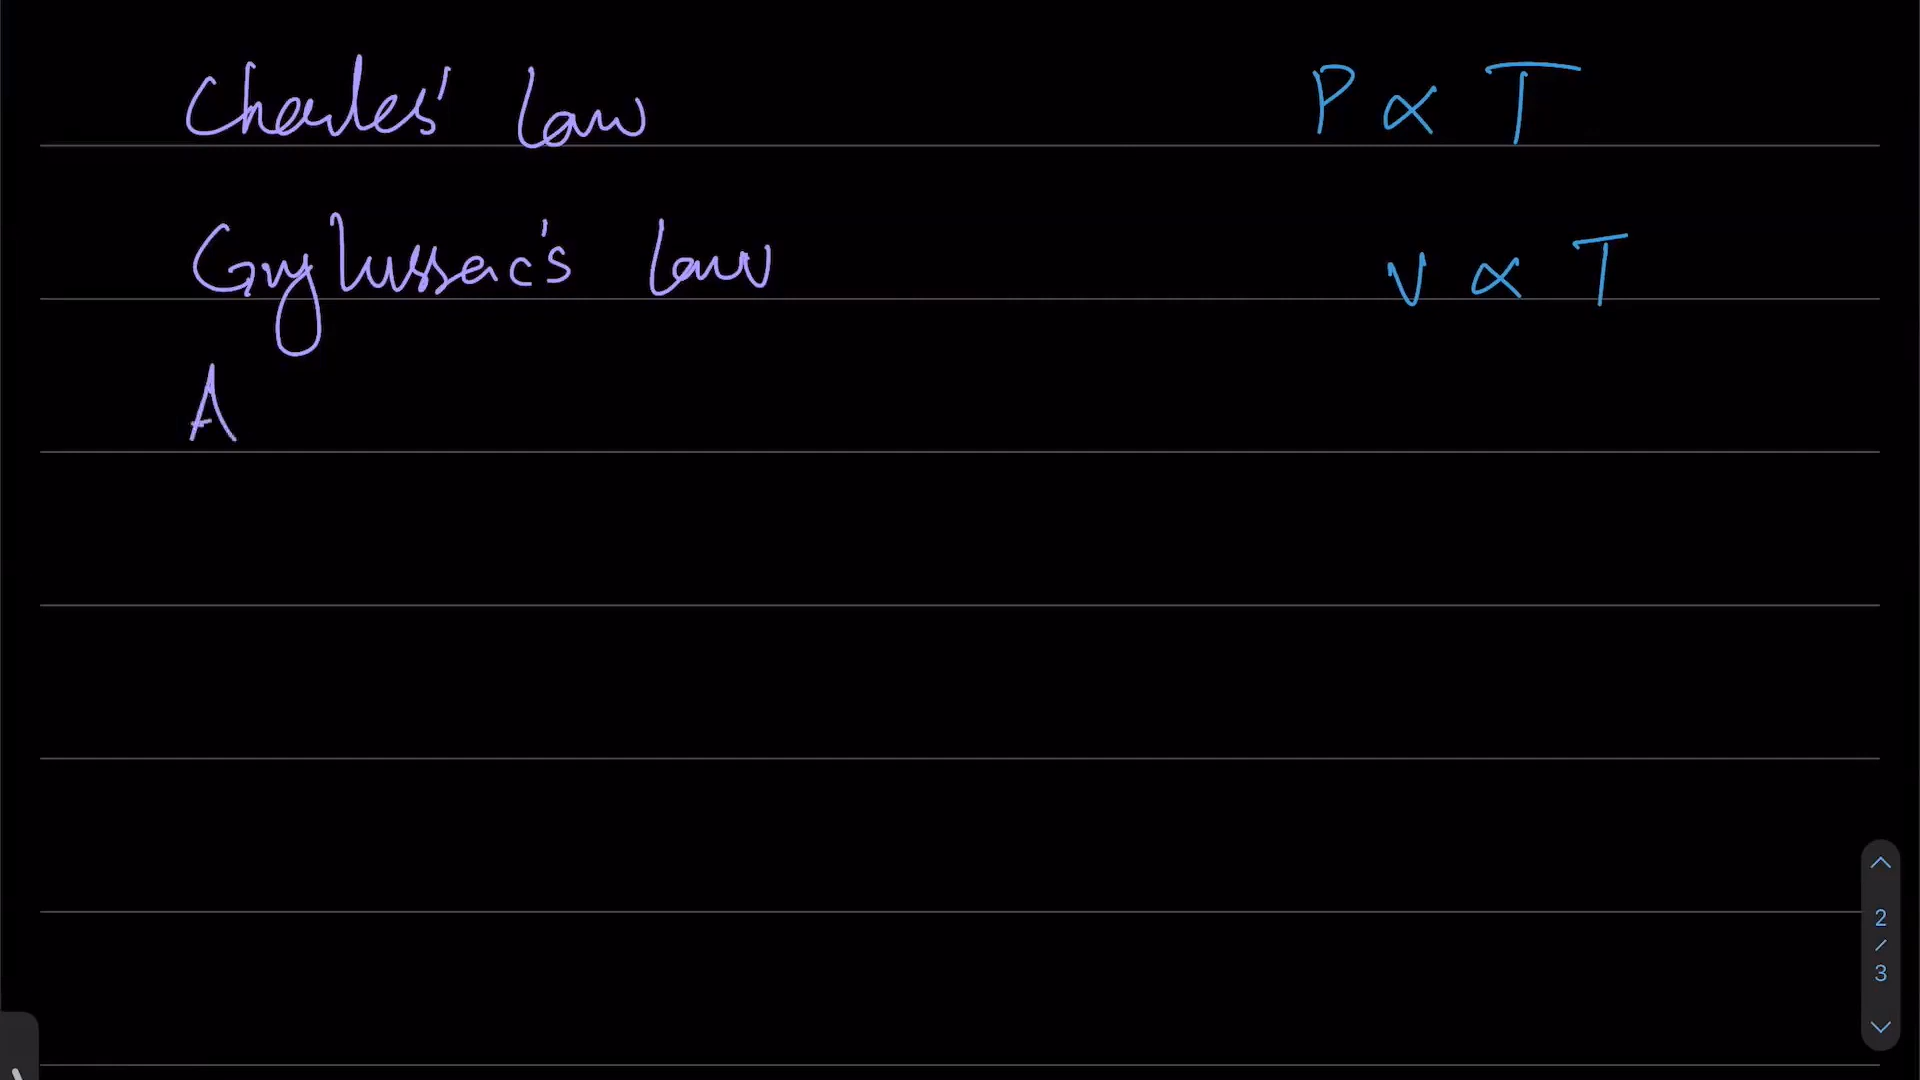 Charles' law P ∝ T
Gaylussac's law V ∝ T
A
2
/
3